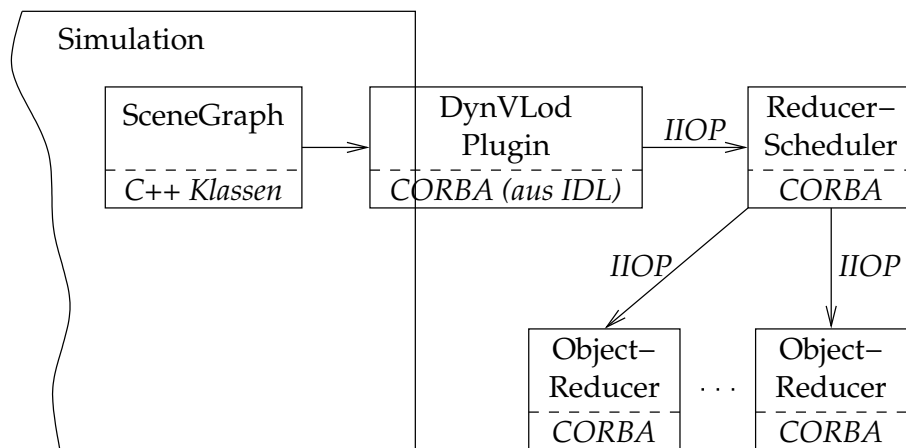 Simulation
SceneGraph
C++ Klassen
DynVLod
Plugin
CORBA (aus IDL)
IIOP
Reducer–
Scheduler
CORBA
IIOP
IIOP
Object–
Reducer
CORBA
. . .
Object–
Reducer
CORBA